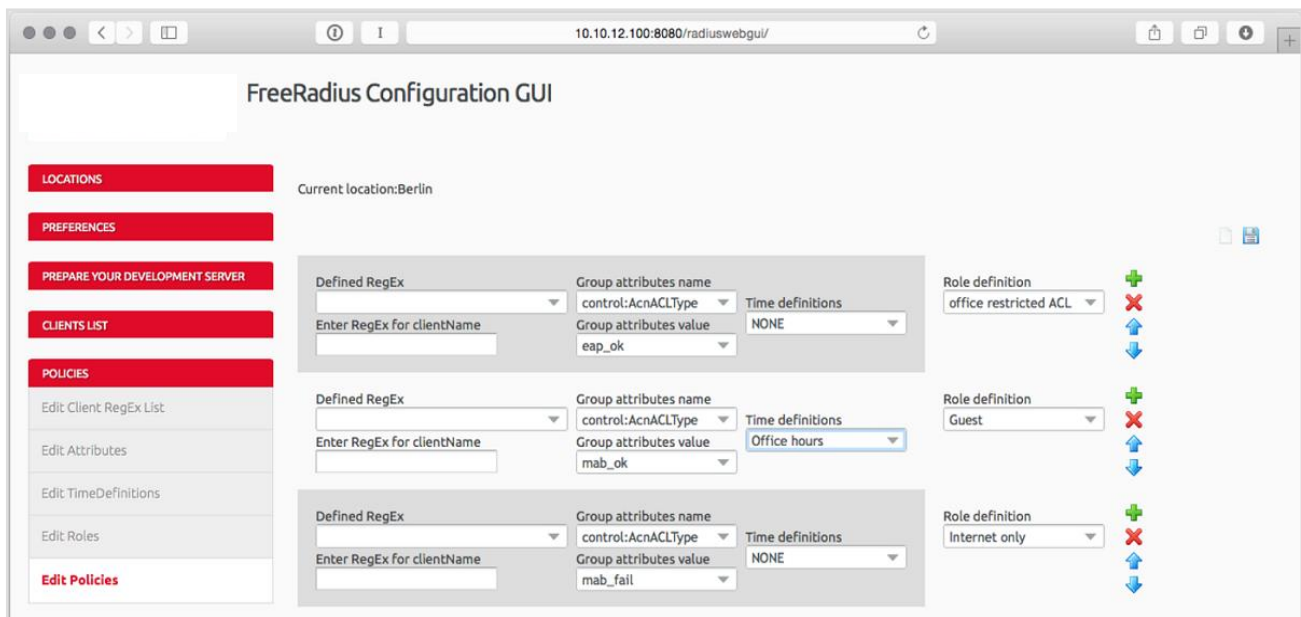 10.10.12.100:8080/radiuswebgui/
FreeRadius Configuration GUI
LOCATIONS
PREFERENCES
PREPARE YOUR DEVELOPMENT SERVER
CLIENTS LIST
POLICIES
Edit Client RegEx List
Edit Attributes
Edit TimeDefinitions
Edit Roles
Edit Policies
Current location:Berlin
Defined RegEx
Group attributes name
Role definition
control:AcnACLType
Time definitions
office restricted ACL
Enter RegEx for clientName
Group attributes value
NONE
eap_ok
Defined RegEx
Group attributes name
Role definition
control:AcnACLType
Time definitions
Guest
Enter RegEx for clientName
Group attributes value
Office hours
mab_ok
Defined RegEx
Group attributes name
Role definition
control:AcnACLType
Time definitions
Internet only
Enter RegEx for clientName
Group attributes value
NONE
mab_fail